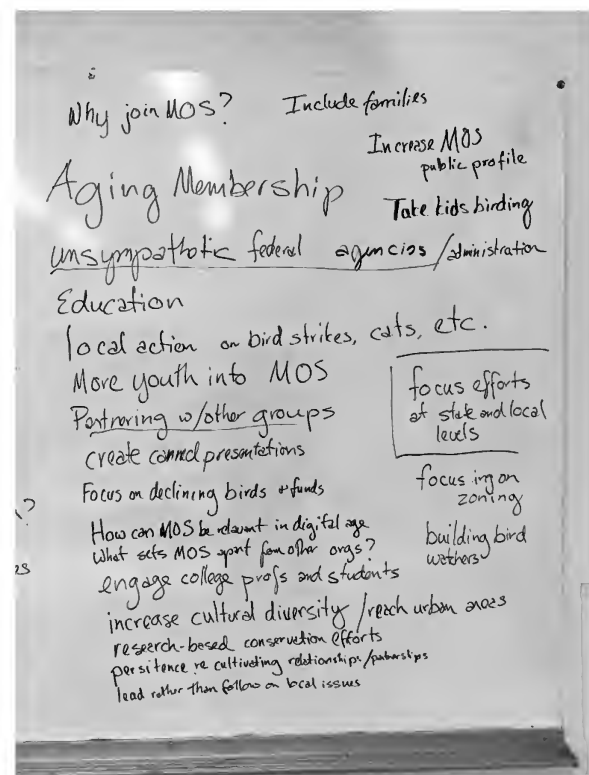 Why join MOS?
Include families
Increase MOS
public profile
Aging Membership
Take kids birding
unsympathotic federal agencies/administration
Education
local action on bird strikes, cats, etc.
More youth into MOS
Partnering w/other groups
focus efforts
at state and local
levels
create canned presentations
Focus on declining birds + funds
focusing on
zoning
How can MOS be relevant in digital age
What sets MOS apart from other orgs?
building bird
watchers
engage college profs and students
increase cultural diversity/reach urban areas
research-based conservation efforts
persitence re cultivating relationships/partnerships
lead rather than follow on local issues
?
es